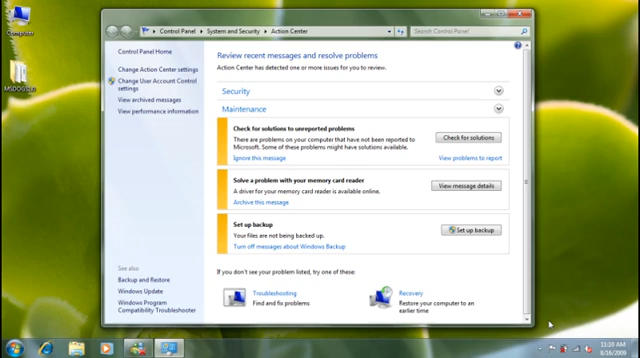 Computer
Control Panel
System and Security
Action Center
Search Control Panel
Control Panel Home
Change Action Center settings
Change User Account Control
settings
View archived messages
View performance information
See also
Backup and Restore
Windows Update
Windows Program
Compatibility Troubleshooter
Review recent messages and resolve problems
Action Center has detected one or more issues for you to review.
Security
Maintenance
Check for solutions to unreported problems
There are problems on your computer that have not been reported to
Microsoft. Some of these problems might have solutions available.
Check for solutions
Ignore this message
View problems to report
Solve a problem with your memory card reader
A driver for your memory card reader is available online.
View message details
Archive this message
Set up backup
Your files are not being backed up.
Set up backup
Turn off messages about Windows Backup
If you don't see your problem listed, try one of these:
Troubleshooting
Find and fix problems
Recovery
Restore your computer to an
earlier time
11:10 AM
8/16/2009